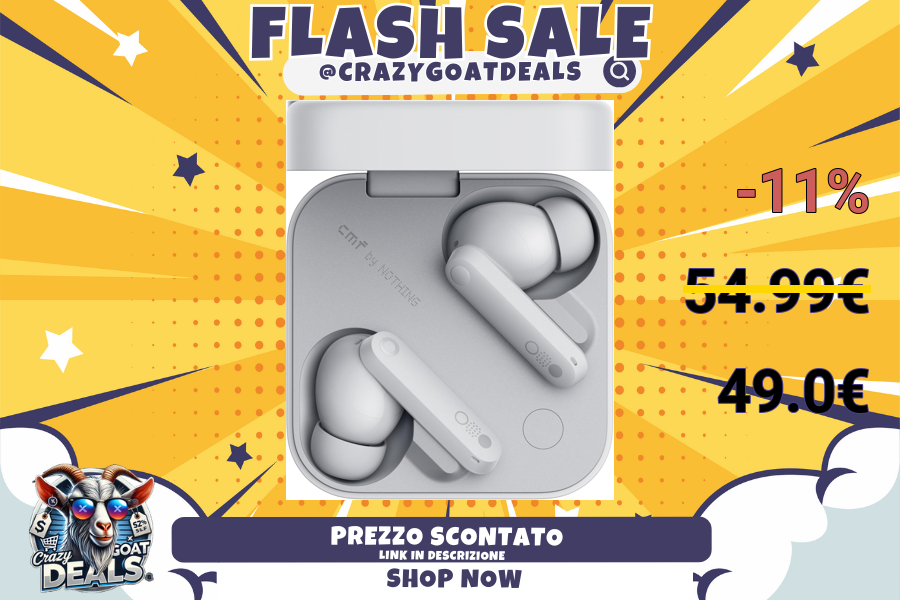 FLASH SALE
@CRAZYGOATDEALS
cmf by NOTHING
-11%
54.99€
49.0€
$
52%
Crazy
GOAT
DEALS
PREZZO SCONTATO
LINK IN DESCRIZIONE
SHOP NOW